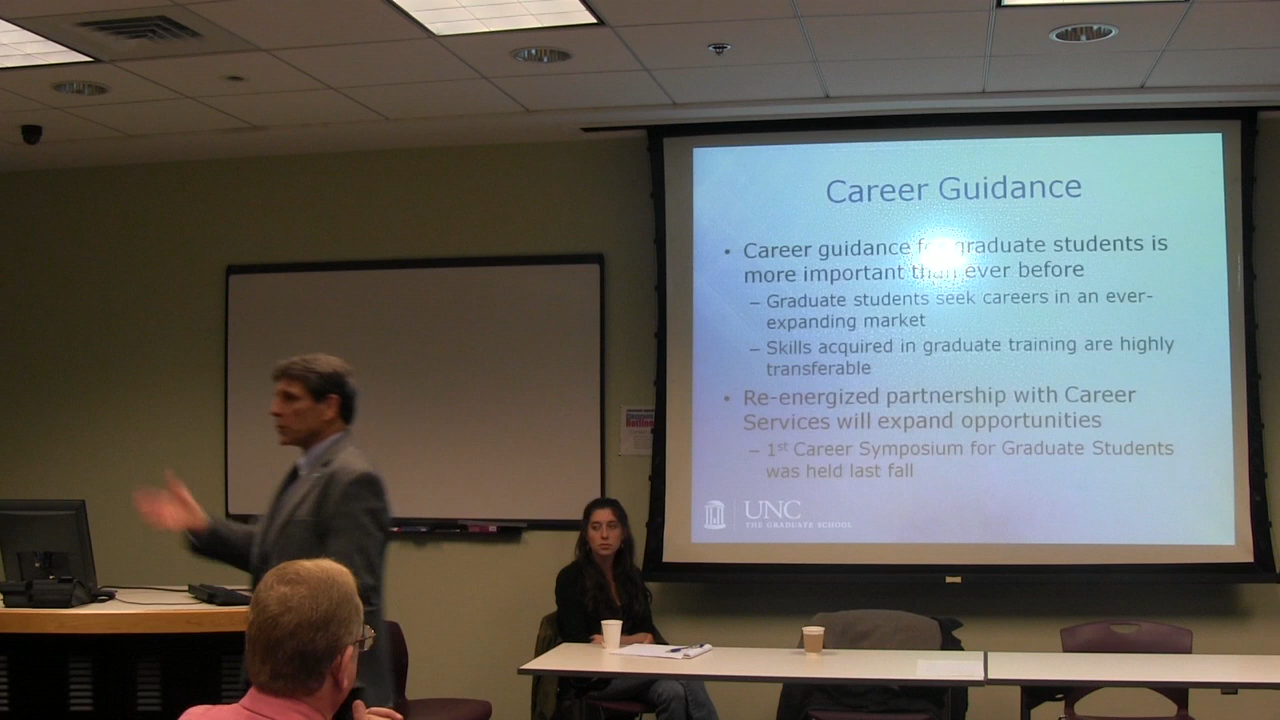 Career Guidance
• Career guidance for graduate students is
more important than ever before
– Graduate students seek careers in an ever-
expanding market
– Skills acquired in graduate training are highly
transferable
• Re-energized partnership with Career
Services will expand opportunities
– 1st Career Symposium for Graduate Students
was held last fall
UNC
THE GRADUATE SCHOOL